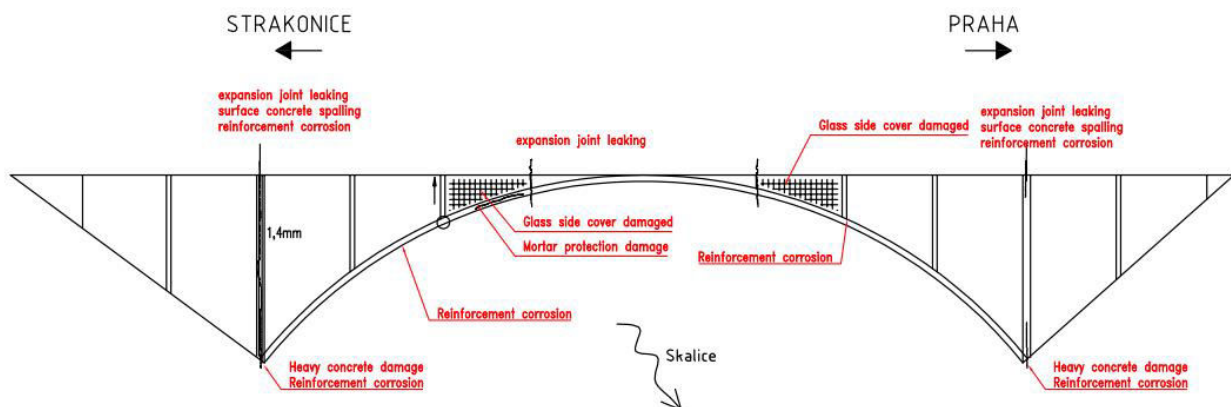 STRAKONICE
PRAHA
expansion joint leaking
surface concrete spalling
reinforcement corrosion
expansion joint leaking
Glass side cover damaged
expansion joint leaking
surface concrete spalling
reinforcement corrosion
1,4mm
Glass side cover damaged
Mortar protection damage
Reinforcement corrosion
Reinforcement corrosion
Skalice
Heavy concrete damage
Reinforcement corrosion
Heavy concrete damage
Reinforcement corrosion